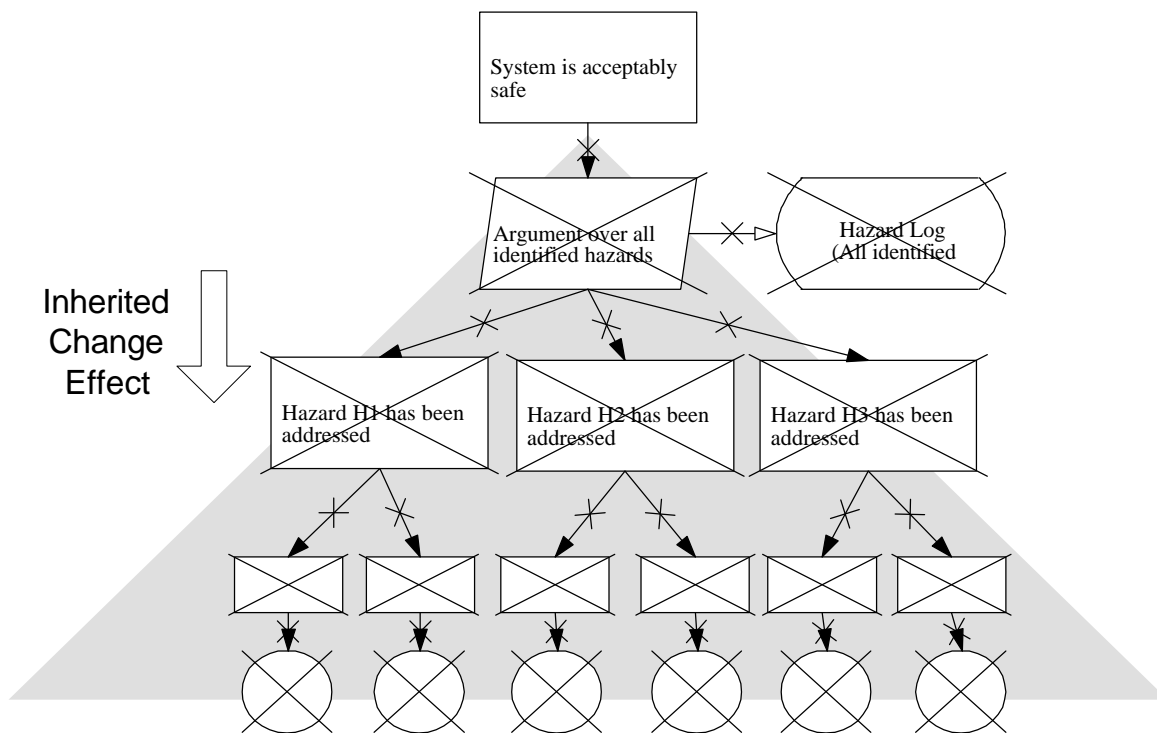 System is acceptably
safe
Argument over all
identified hazards
Hazard Log
(All identified
Inherited
Change
Effect
Hazard H1 has been
addressed
Hazard H2 has been
addressed
Hazard H3 has been
addressed